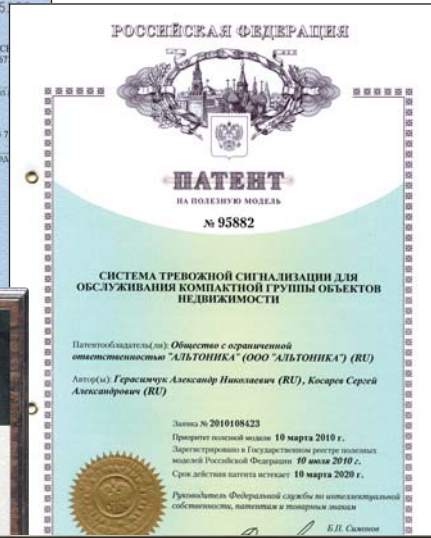 РОССИЙСКАЯ ФЕДЕРАЦИЯ
ПАТЕНТ
НА ПОЛЕЗНУЮ МОДЕЛЬ
№ 95882
СИСТЕМА ТРЕВОЖНОЙ СИГНАЛИЗАЦИИ ДЛЯ
ОБСЛУЖИВАНИЯ КОМПАКТНОЙ ГРУППЫ ОБЪЕКТОВ
НЕДВИЖИМОСТИ
Патентообладатель(ли): Общество с ограниченной
ответственностью "АЛЬТОНИКА" (ООО "АЛЬТОНИКА") (RU)
Автор(ы): Герасимчук Александр Николаевич (RU), Косарев Сергей
Александрович (RU)
Заявка № 2010108423
Приоритет полезной модели 10 марта 2010 г.
Зарегистрировано в Государственном реестре полезных
моделей Российской Федерации 10 июля 2010 г.
Срок действия патента истекает 10 марта 2020 г.
Руководитель Федеральной службы по интеллектуальной
собственности, патентам и товарным знакам
Б.П. Симонов